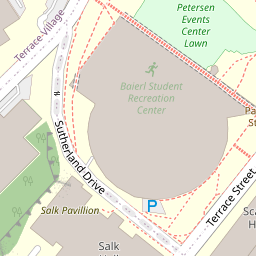 Petersen
Events
Center
Lawn
Terrace Village
Baierl Student
Recreation
Center
Sutherland Drive
Salk Pavillion
P
Terrace Street
Salk